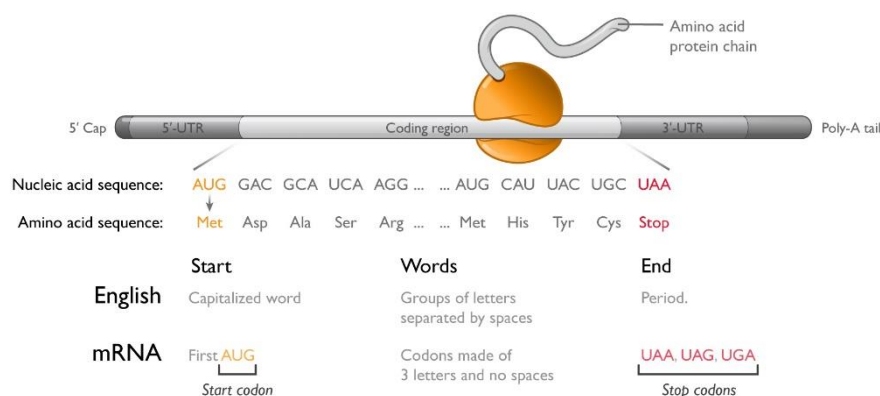 Amino acid
protein chain
5′ Cap 5′-UTR Coding region 3′-UTR Poly-A tail
Nucleic acid sequence: AUG GAC GCA UCA AGG ... ... AUG CAU UAC UGC UAA
Amino acid sequence: Met Asp Ala Ser Arg ... ... Met His Tyr Cys Stop
Start Words End
English Capitalized word Groups of letters Period.
separated by spaces
mRNA First AUG Codons made of UAA, UAG, UGA
3 letters and no spaces
Start codon Stop codons